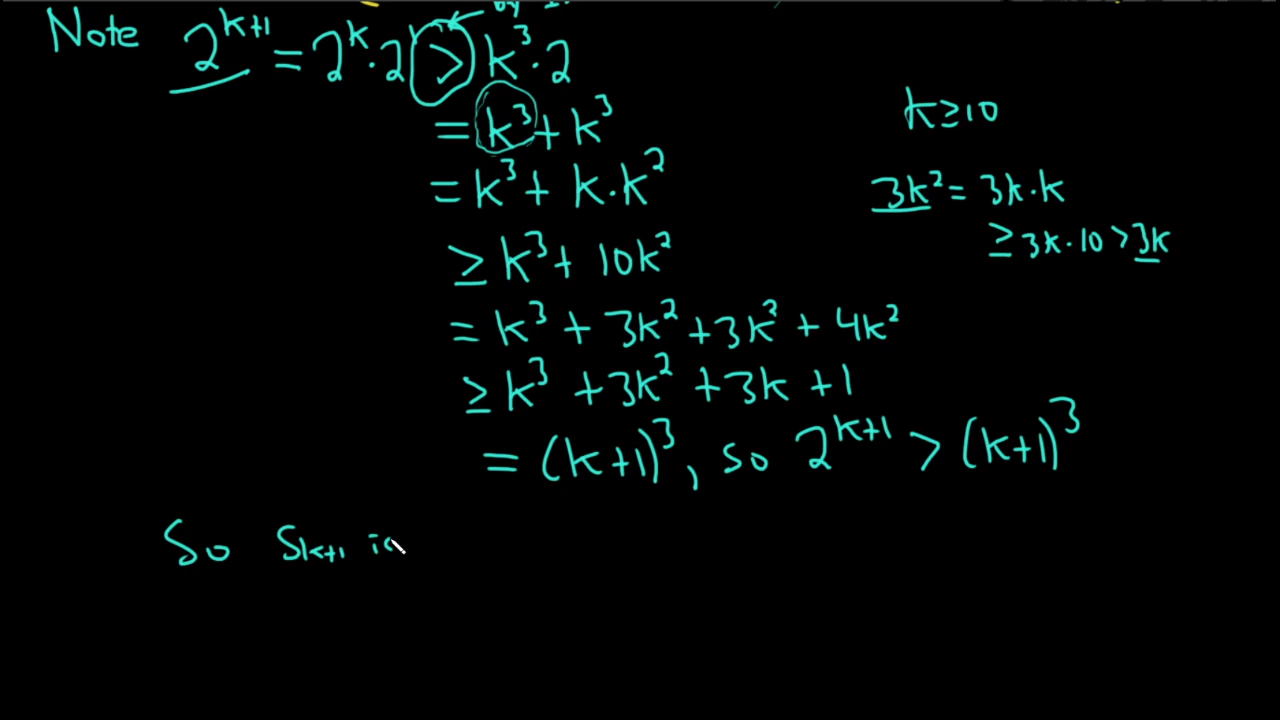 by
Note 2^{k+1} = 2^k · 2 > k^3 · 2
= k^3 + k^3
k ≥ 10
= k^3 + k · k^2
3k^2 = 3k · k
≥ 3k · 10 > 3k
≥ k^3 + 10k^2
= k^3 + 3k^2 + 3k^2 + 4k^2
≥ k^3 + 3k^2 + 3k + 1
= (k+1)^3, so 2^{k+1} > (k+1)^3
So S_{k+1} is